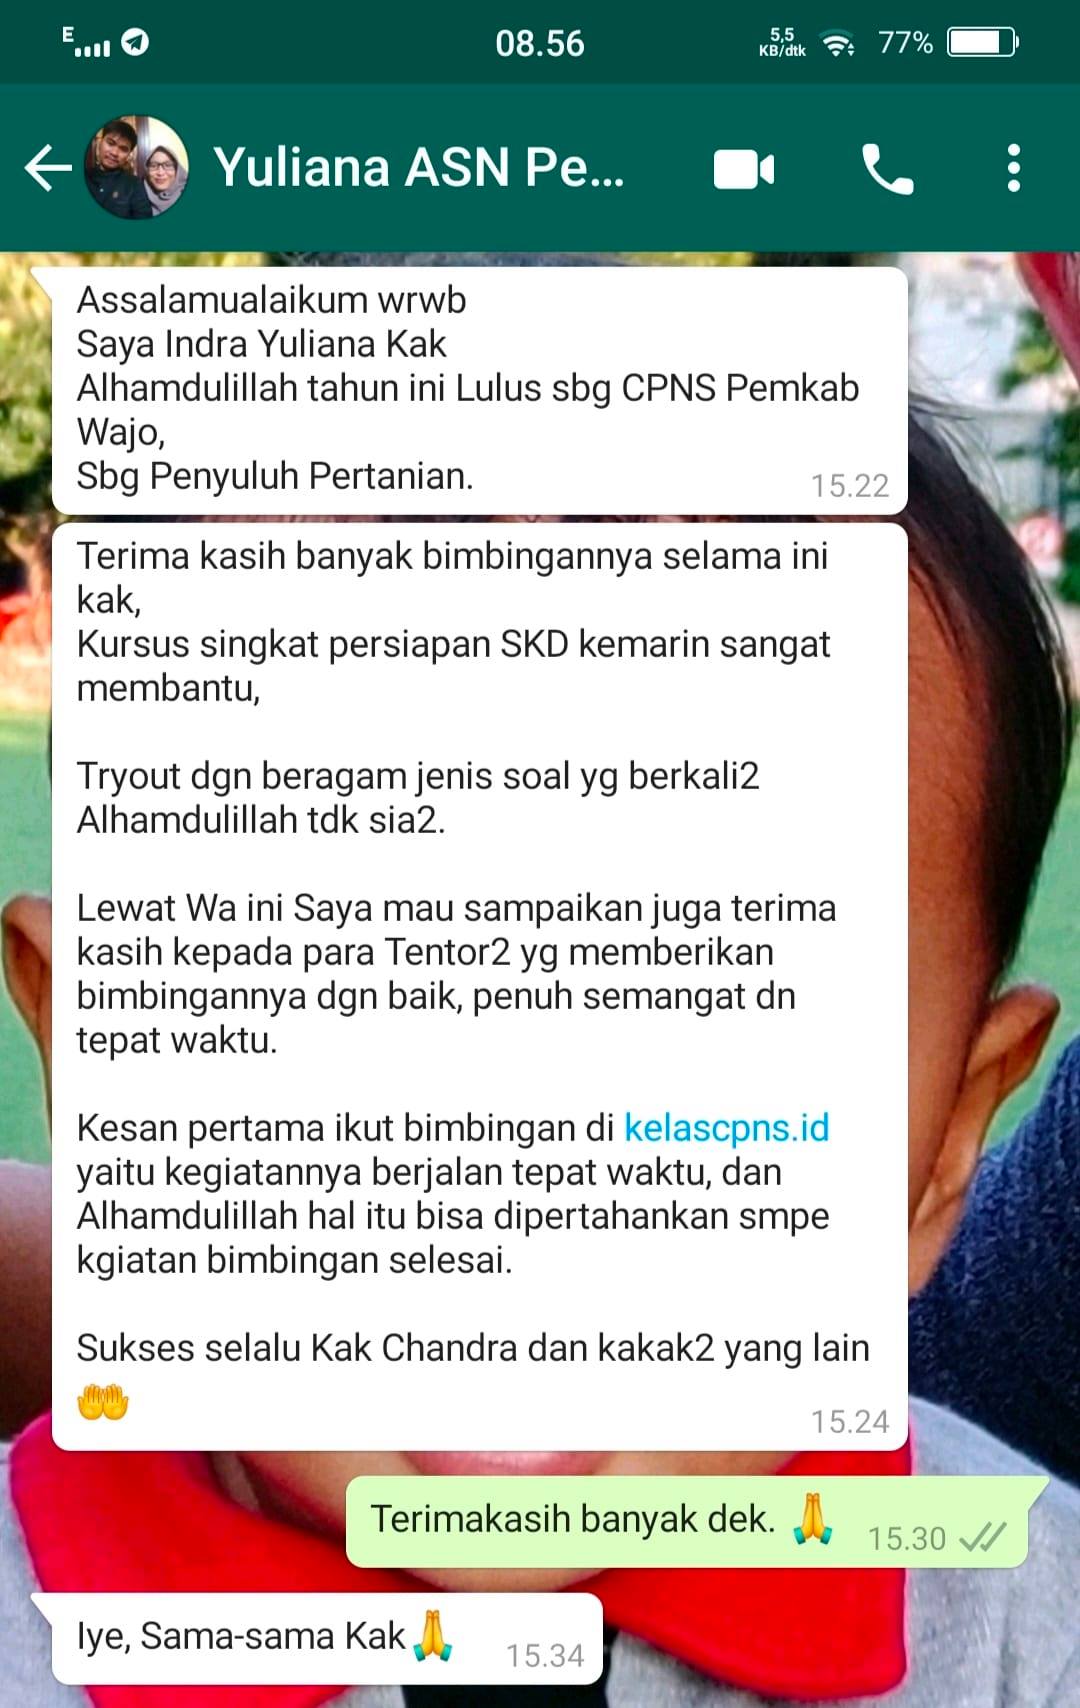 E
08.56
5,5
KB/dtk
77%
Yuliana ASN Pe...
Assalamualaikum wrwb
Saya Indra Yuliana Kak
Alhamdulillah tahun ini Lulus sbg CPNS Pemkab
Wajo,
Sbg Penyuluh Pertanian.
15.22
Terima kasih banyak bimbingannya selama ini
kak,
Kursus singkat persiapan SKD kemarin sangat
membantu,
Tryout dgn beragam jenis soal yg berkali2
Alhamdulillah tdk sia2.
Lewat Wa ini Saya mau sampaikan juga terima
kasih kepada para Tentor2 yg memberikan
bimbingannya dgn baik, penuh semangat dn
tepat waktu.
Kesan pertama ikut bimbingan di kelascpns.id
yaitu kegiatannya berjalan tepat waktu, dan
Alhamdulillah hal itu bisa dipertahankan smpe
kgiatan bimbingan selesai.
Sukses selalu Kak Chandra dan kakak2 yang lain
🤲
15.24
Terimakasih banyak dek. 🙏
15.30
Iye, Sama-sama Kak🙏
15.34